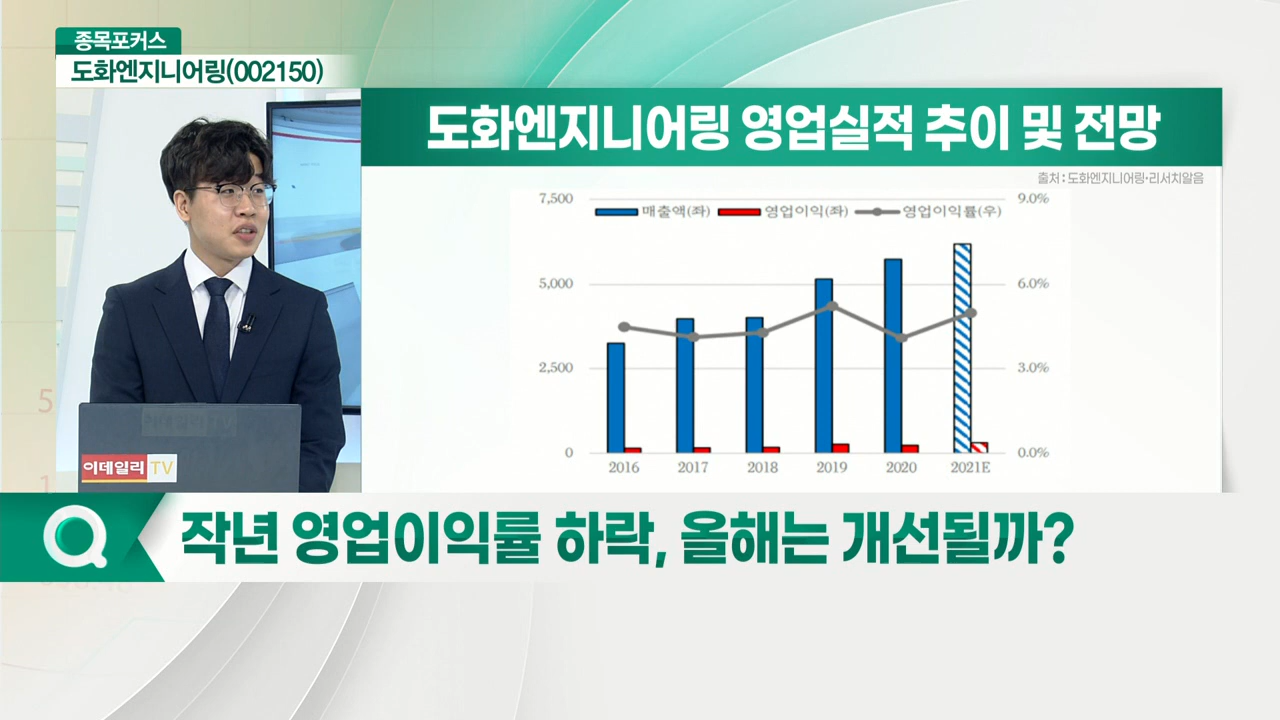 종목포커스
도화엔지니어링(002150)
도화엔지니어링 영업실적 추이 및 전망
출처 : 도화엔지니어링·리서치알음
7,500
9.0%
매출액(좌) 영업이익(좌) 영업이익률(우)
5,000
6.0%
2,500
3.0%
0
0.0%
2016 2017 2018 2019 2020 2021E
5
1
이데일리 TV
Q 작년 영업이익률 하락, 올해는 개선될까?